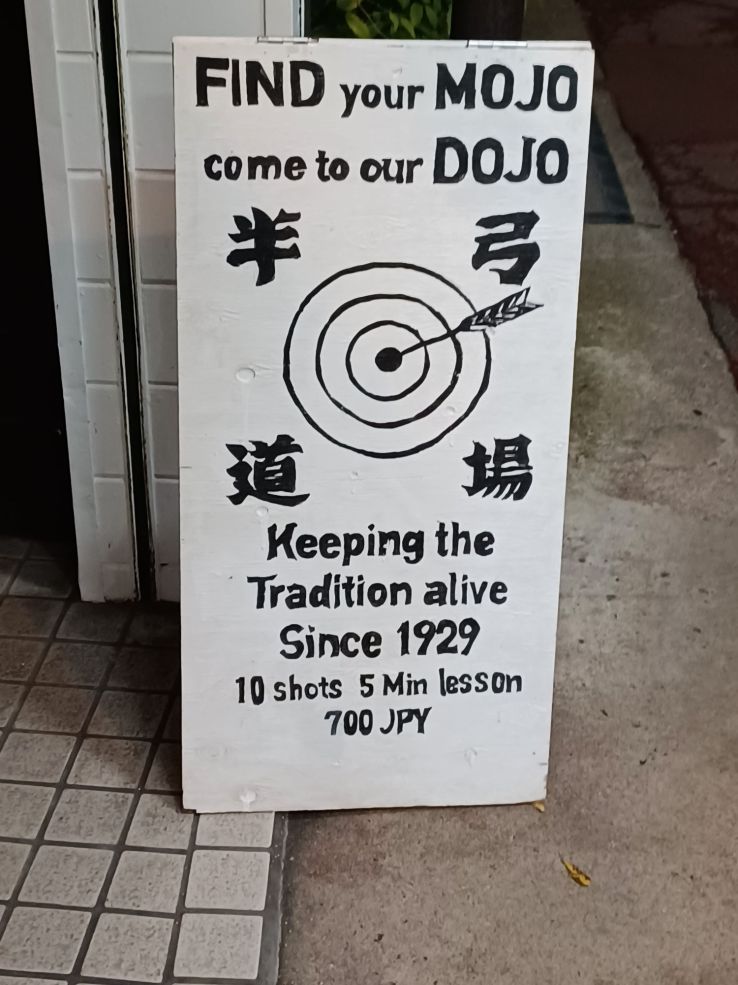 FIND your MOJO
come to our DOJO
半 弓
道 場
Keeping the
Tradition alive
Since 1929
10 shots 5 Min lesson
700 JPY